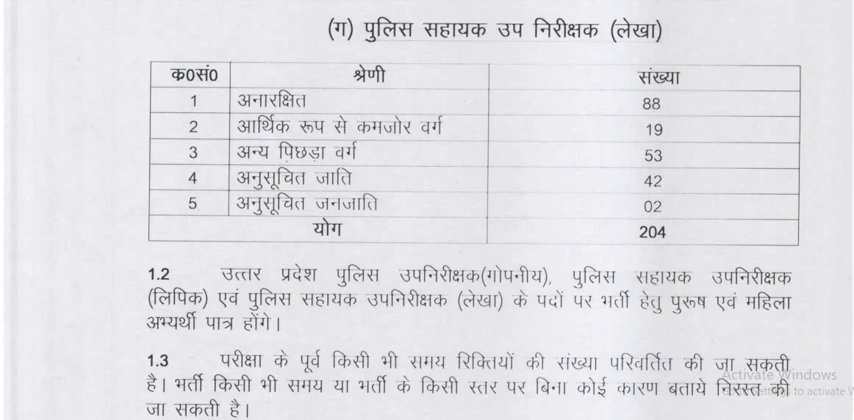 (ग) पुलिस सहायक उप निरीक्षक (लेखा)
क0सं0 श्रेणी संख्या
1 अनारक्षित 88
2 आर्थिक रूप से कमजोर वर्ग 19
3 अन्य पिछड़ा वर्ग 53
4 अनुसूचित जाति 42
5 अनुसूचित जनजाति 02
योग 204
1.2 उत्तर प्रदेश पुलिस उपनिरीक्षक(गोपनीय), पुलिस सहायक उपनिरीक्षक
(लिपिक) एवं पुलिस सहायक उपनिरीक्षक (लेखा) के पदों पर भर्ती हेतु पुरूष एवं महिला
अभ्यर्थी पात्र होंगे।
1.3 परीक्षा के पूर्व किसी भी समय रिक्तियों की संख्या परिवर्तित की जा सकती
Activate Windows
है। भर्ती किसी भी समय या भर्ती के किसी स्तर पर बिना कोई कारण बताये निरस्त की
to activate W
जा सकती है।